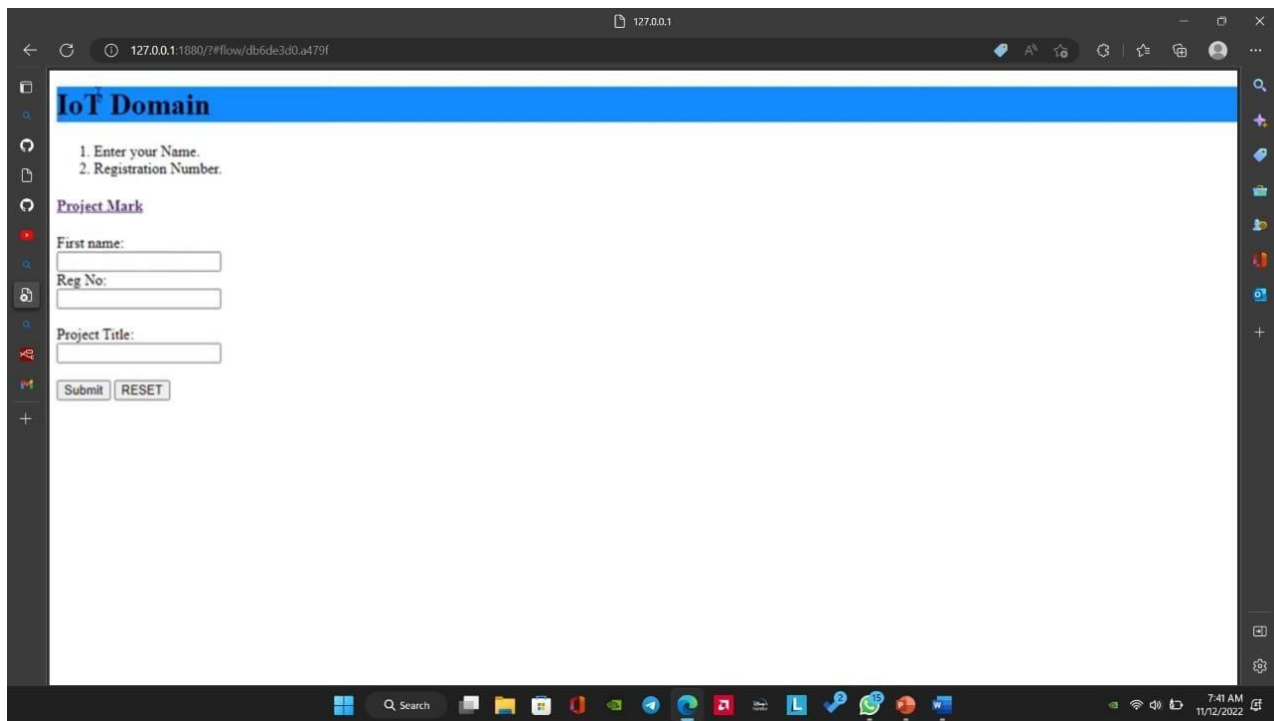 127.0.0.1
127.0.0.1:1880/?#flow/db6de3d0.a479f
IoT Domain
1. Enter your Name.
2. Registration Number.
Project Mark
First name:
Reg No:
Project Title:
Submit RESET
Search
2
15
7:41 AM
11/12/2022